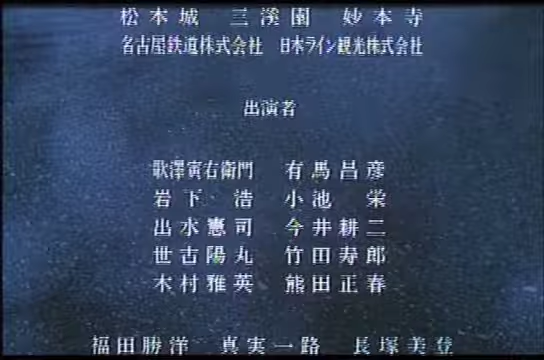 松本城 三溪園 妙本寺
名古屋鉄道株式会社 日本ライン観光株式会社
出演者
歌澤寅右衛門 有馬昌彦
岩下浩 小池栄
出水憲司 今井耕二
世古陽丸 竹田寿郎
木村雅英 熊田正春
福田勝洋 真実一路 長塚美登